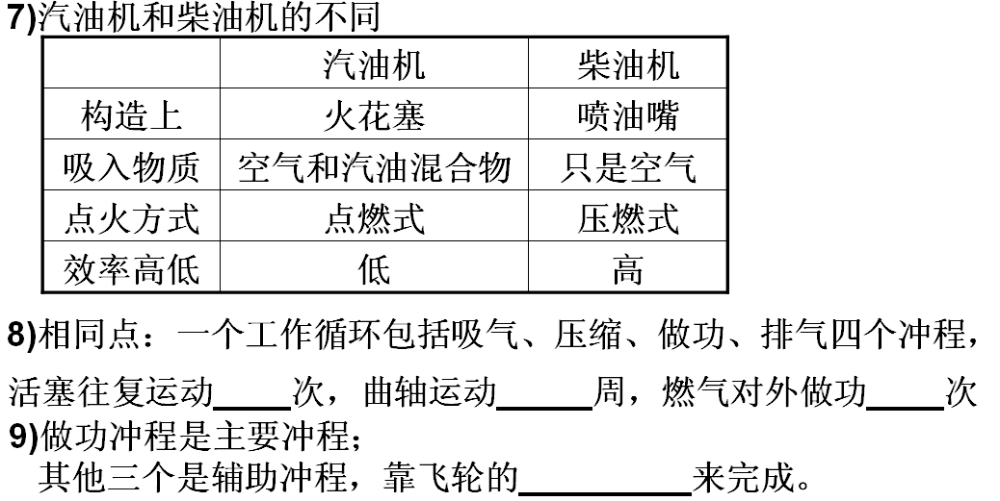 7)汽油机和柴油机的不同
汽油机 柴油机
构造上 火花塞 喷油嘴
吸入物质 空气和汽油混合物 只是空气
点火方式 点燃式 压燃式
效率高低 低 高
8)相同点：一个工作循环包括吸气、压缩、做功、排气四个冲程，
活塞往复运动____次，曲轴运动_____周，燃气对外做功____次
9)做功冲程是主要冲程；
其他三个是辅助冲程，靠飞轮的_________来完成。